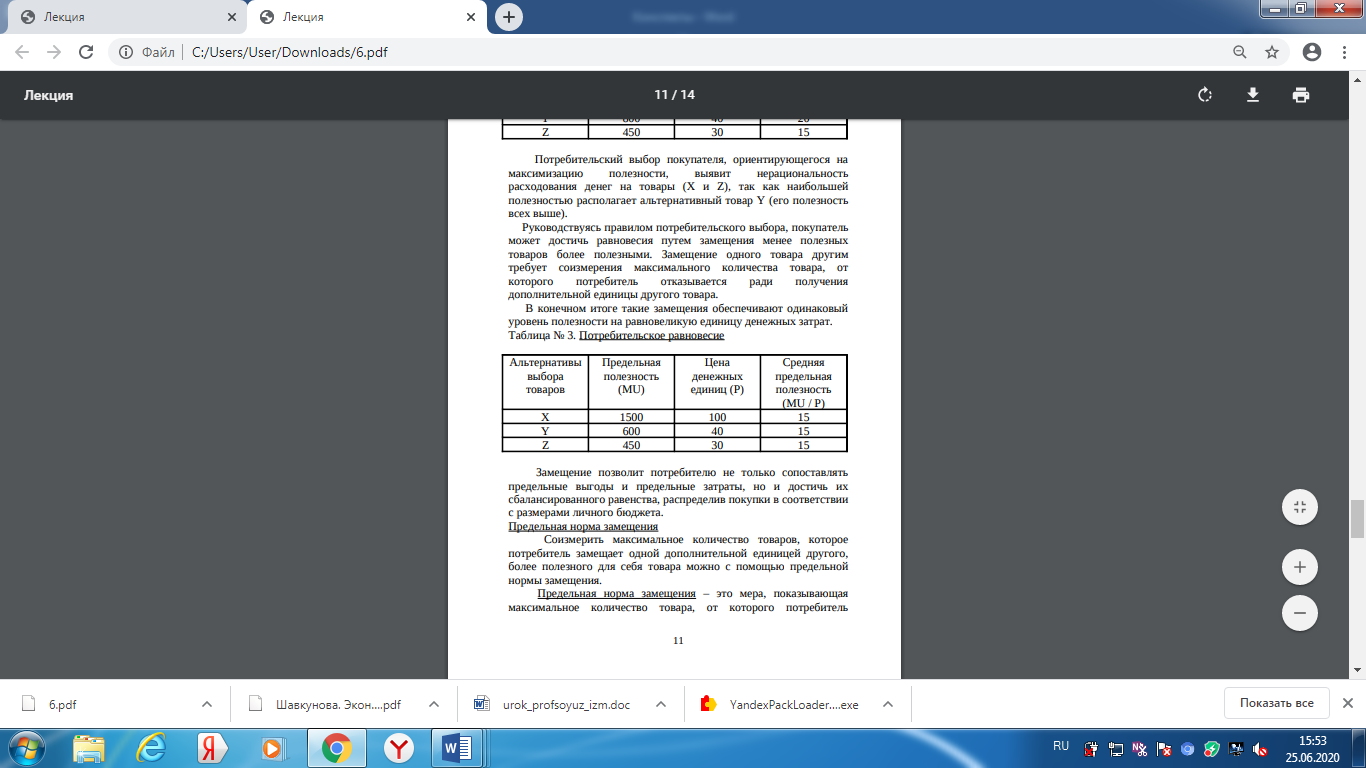 Лекция
Лекция
Файл C:/Users/User/Downloads/6.pdf
Лекция 11 / 14
Y 800 40 20
Z 450 30 15
Потребительский выбор покупателя, ориентирующегося на
максимизацию полезности, выявит нерациональность
расходования денег на товары (X и Z), так как наибольшей
полезностью располагает альтернативный товар Y (его полезность
всех выше).
Руководствуясь правилом потребительского выбора, покупатель
может достичь равновесия путем замещения менее полезных
товаров более полезными. Замещение одного товара другим
требует соизмерения максимального количества товара, от
которого потребитель отказывается ради получения
дополнительной единицы другого товара.
В конечном итоге такие замещения обеспечивают одинаковый
уровень полезности на равновеликую единицу денежных затрат.
Таблица № 3. Потребительское равновесие
Альтернативы Предельная Цена Средняя
выбора полезность денежных предельная
товаров (MU) единиц (P) полезность
(MU / P)
X 1500 100 15
Y 600 40 15
Z 450 30 15
Замещение позволит потребителю не только сопоставлять
предельные выгоды и предельные затраты, но и достичь их
сбалансированного равенства, распределив покупки в соответствии
с размерами личного бюджета.
Предельная норма замещения
Соизмерить максимальное количество товаров, которое
потребитель замещает одной дополнительной единицей другого,
более полезного для себя товара можно с помощью предельной
нормы замещения.
Предельная норма замещения – это мера, показывающая
максимальное количество товара, от которого потребитель
11
6.pdf
Шавкунова. Экон....pdf
urok_profsoyuz_izm.doc
YandexPackLoader....exe
Показать все
RU
15:53
25.06.2020